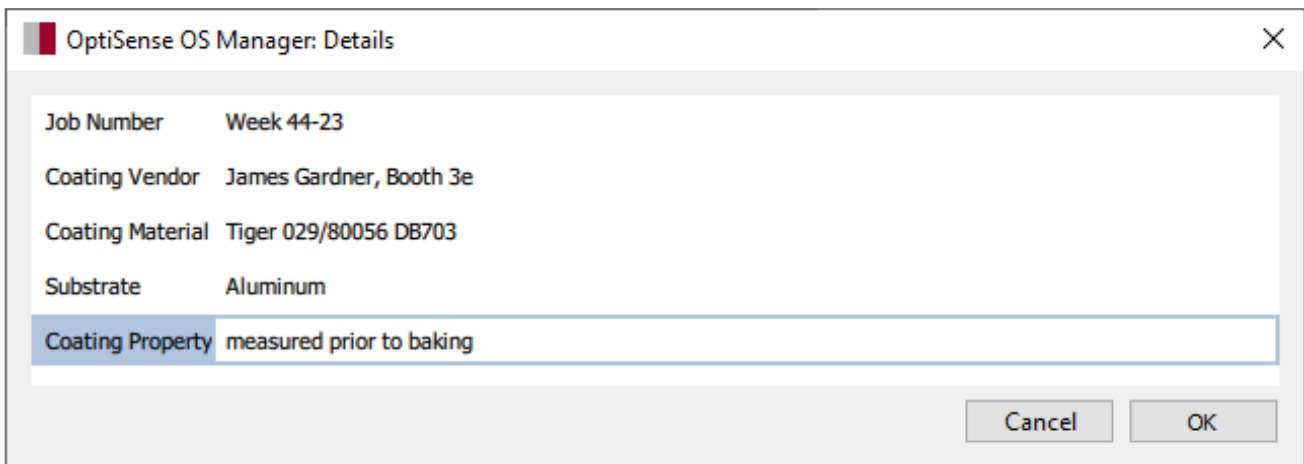 OptiSense OS Manager: Details
Job Number Week 44-23
Coating Vendor James Gardner, Booth 3e
Coating Material Tiger 029/80056 DB703
Substrate Aluminum
Coating Property measured prior to baking
Cancel OK